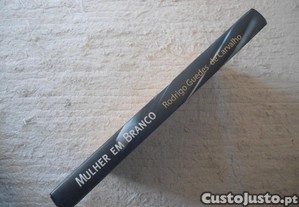 MULHER EM BRANCO
Rodrigo Guedes de Carvalho
CustoJusto.pt